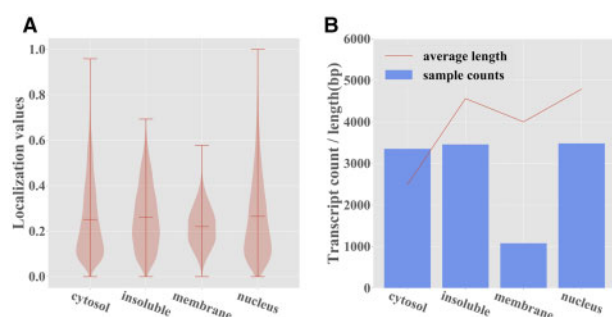 A
Localization values
1.0
0.8
0.6
0.4
0.2
0.0
cytosol
insoluble
membrane
nucleus
B
Transcript count / length(bp)
6000
5000
4000
3000
2000
1000
0
average length
sample counts
cytosol
insoluble
membrane
nucleus